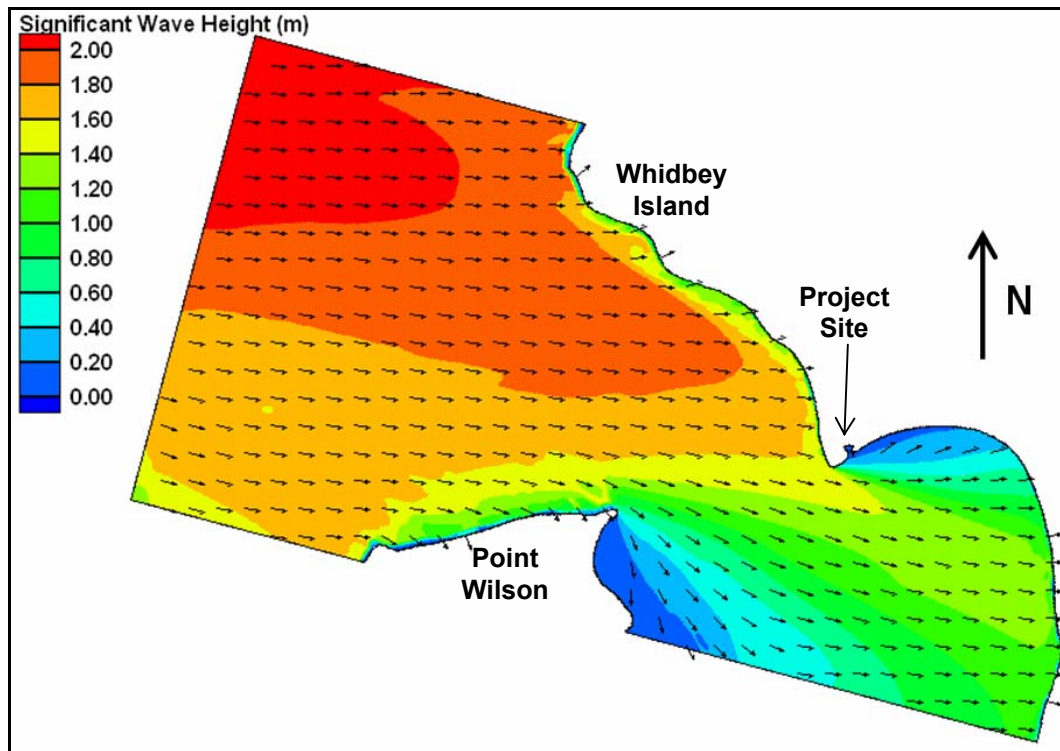 Significant Wave Height (m)
2.00
1.80
1.60
1.40
1.20
1.00
0.80
0.60
0.40
0.20
0.00
Whidbey
Island
Project
Site
N
Point
Wilson